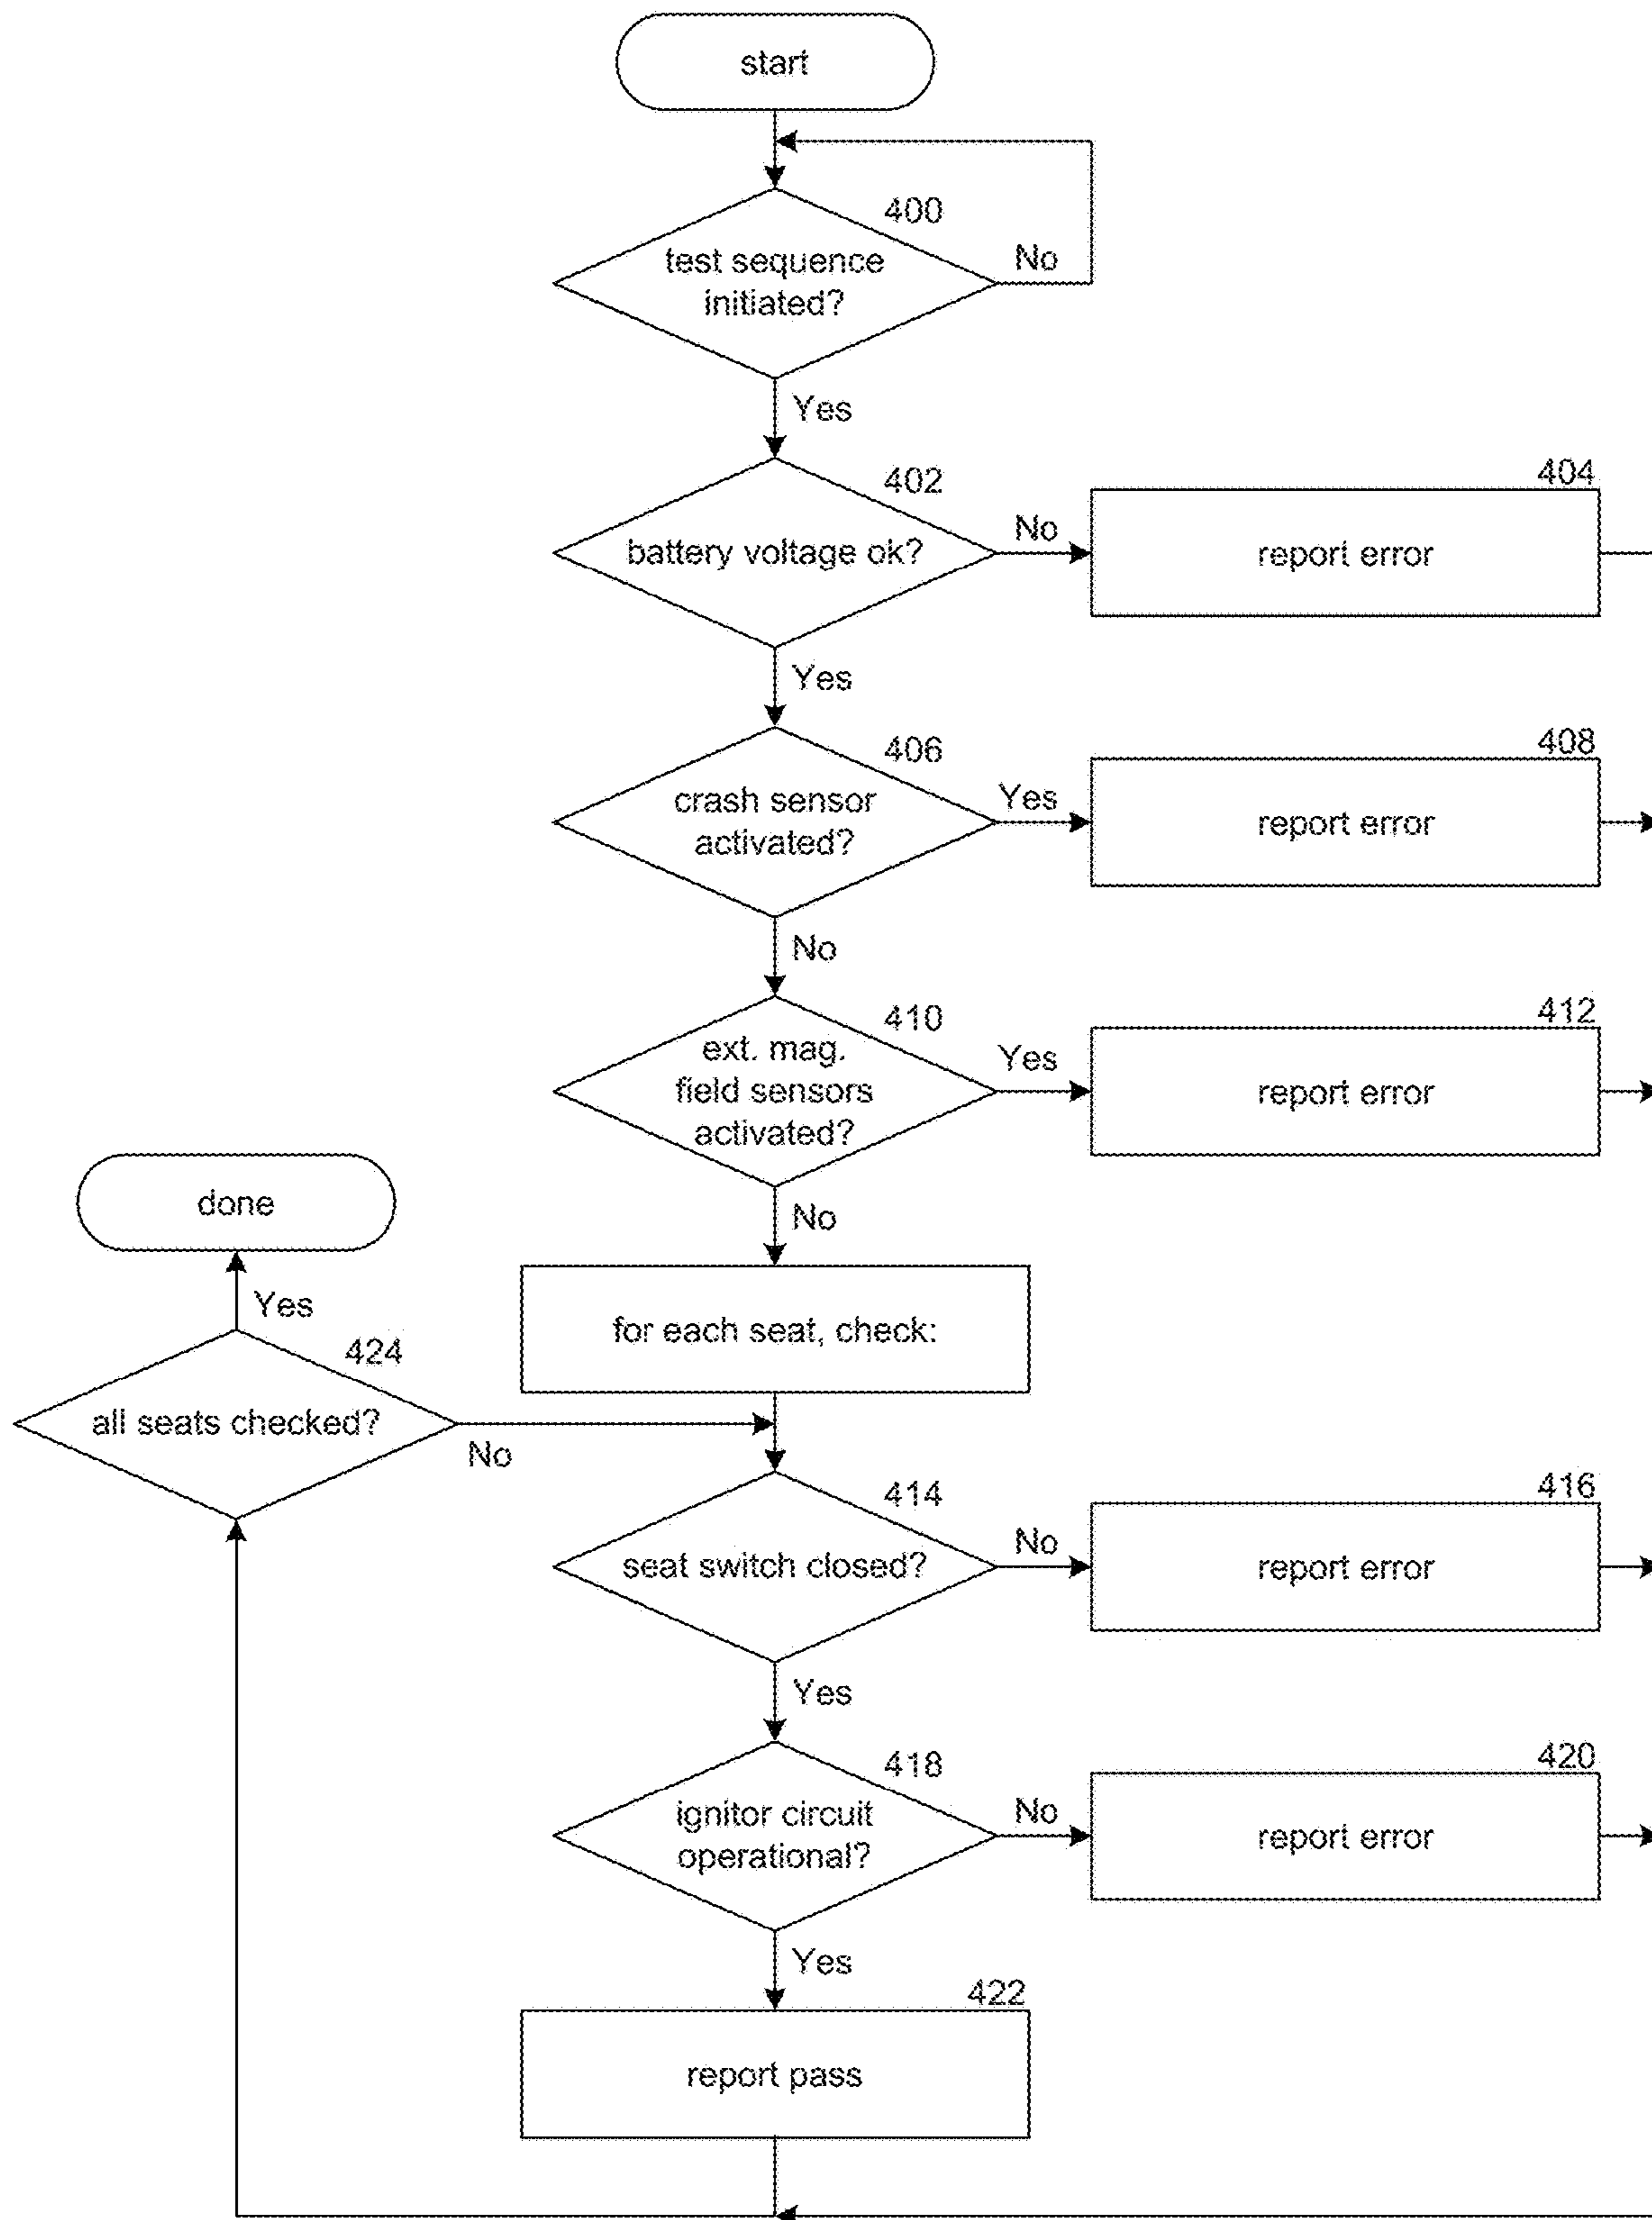 start
400
test sequence
initiated?
No
Yes
402
battery voltage ok?
No
404
report error
Yes
406
crash sensor
activated?
Yes
408
report error
No
410
ext. mag.
field sensors
activated?
Yes
412
report error
No
done
Yes
for each seat, check:
424
all seats checked?
No
414
seat switch closed?
No
416
report error
Yes
418
ignitor circuit
operational?
No
420
report error
Yes
422
report pass